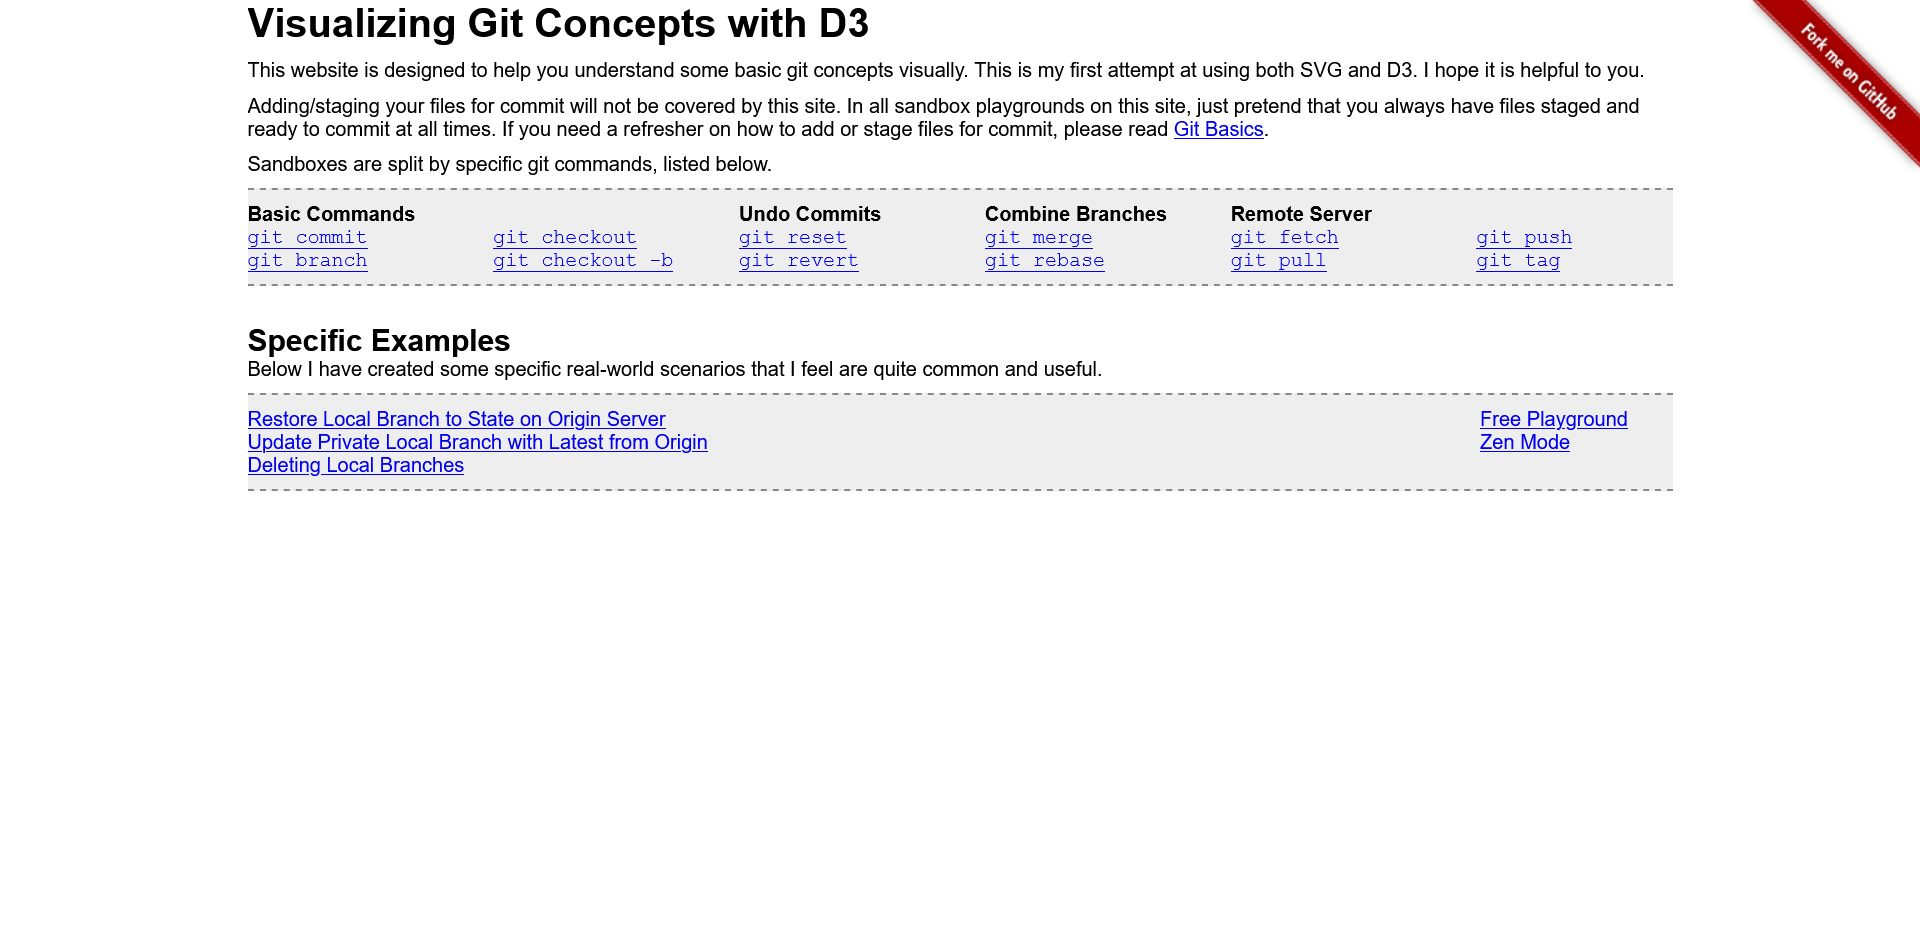 Visualizing Git Concepts with D3
Fork me on GitHub
This website is designed to help you understand some basic git concepts visually. This is my first attempt at using both SVG and D3. I hope it is helpful to you.
Adding/staging your files for commit will not be covered by this site. In all sandbox playgrounds on this site, just pretend that you always have files staged and
ready to commit at all times. If you need a refresher on how to add or stage files for commit, please read Git Basics.
Sandboxes are split by specific git commands, listed below.
Basic Commands
git commit
git branch
git checkout
git checkout -b
Undo Commits
git reset
git revert
Combine Branches
git merge
git rebase
Remote Server
git fetch
git pull
git push
git tag
Specific Examples
Below I have created some specific real-world scenarios that I feel are quite common and useful.
Restore Local Branch to State on Origin Server
Update Private Local Branch with Latest from Origin
Deleting Local Branches
Free Playground
Zen Mode